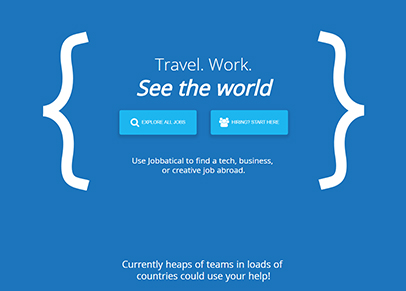 Travel. Work.
See the world
EXPLORE ALL JOBS
HIRING? START HERE
Use Jobbatical to find a tech, business,
or creative job abroad.
Currently heaps of teams in loads of
countries could use your help!